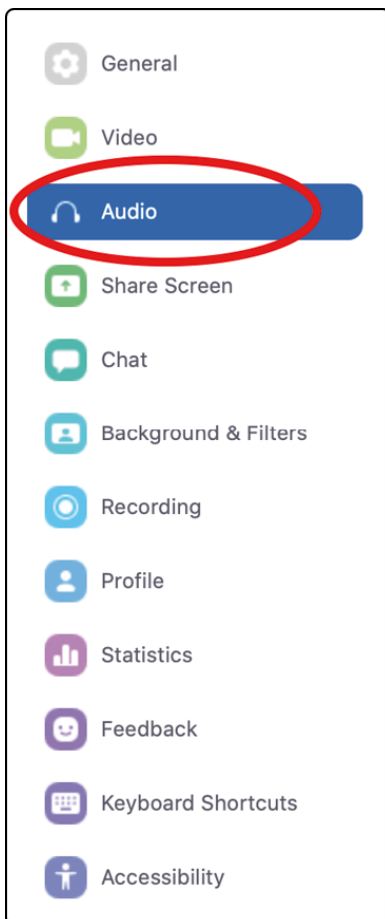 General
Video
Audio
Share Screen
Chat
Background & Filters
Recording
Profile
Statistics
Feedback
Keyboard Shortcuts
Accessibility